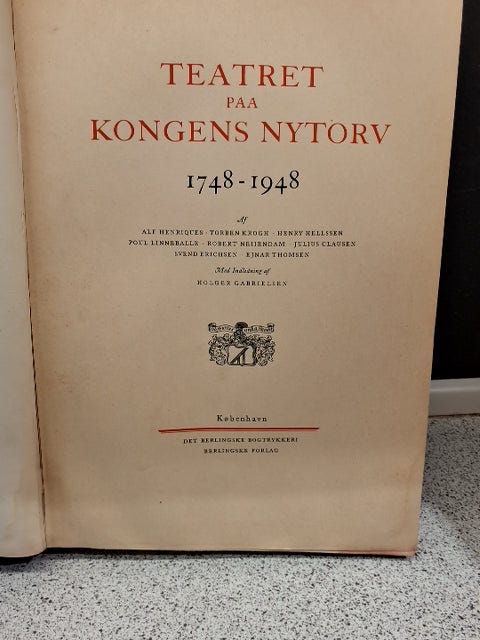 TEATRET
PAA
KONGENS NYTORV
1748-1948
Af
ALF HENRIQUES · TORBEN KROGH · HENRY HELLSSEN
POUL LINNEBALLE · ROBERT NEIIENDAM · JULIUS CLAUSEN
SVEND ERICHSEN · EJNAR THOMSEN
Med Indledning af
HOLGER GABRIELSEN
København
DET BERLINGSKE BOGTRYKKERI
BERLINGSKE FORLAG